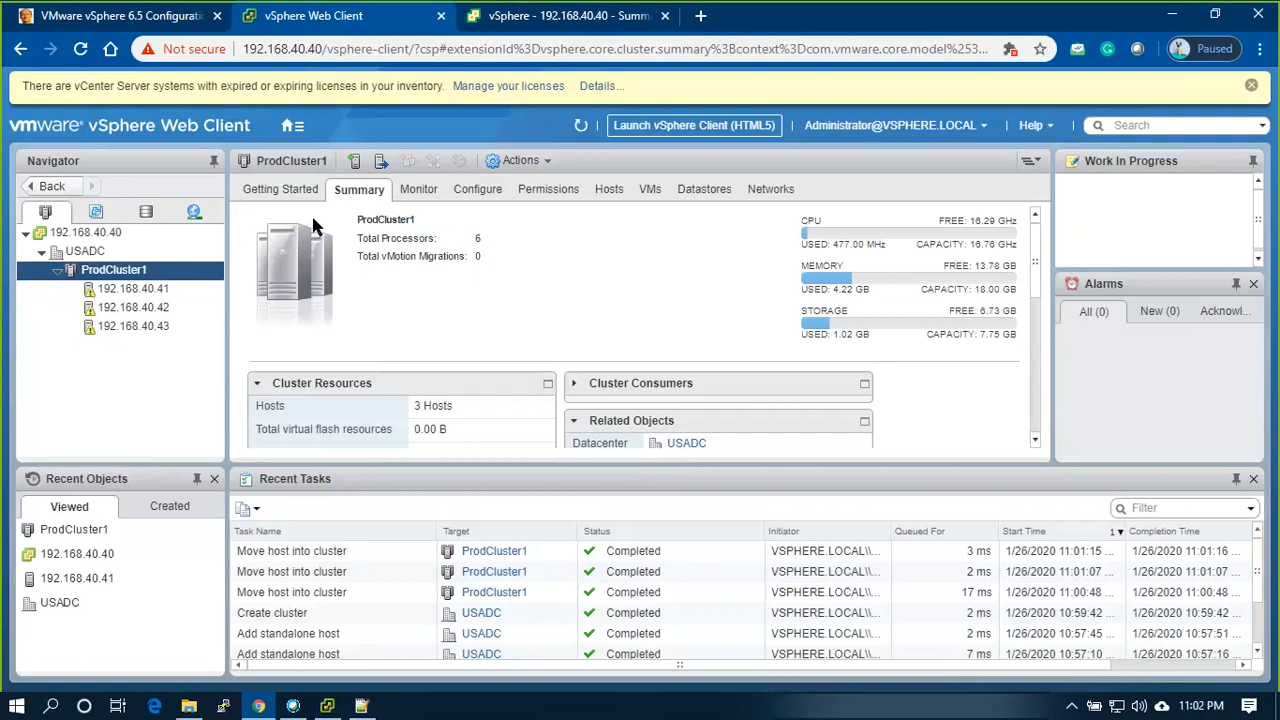 VMware vSphere 6.5 Configuratio
vSphere Web Client
vSphere - 192.168.40.40 - Summ
Not secure
192.168.40.40/vsphere-client/?csp#extensionId%3Dvsphere.core.cluster.summary%3Bcontext%3Dcom.vmware.core.model%253...
Paused
There are vCenter Server systems with expired or expiring licenses in your inventory.
Manage your licenses
Details...
vmware® vSphere Web Client
Launch vSphere Client (HTML5)
Administrator@VSPHERE.LOCAL
Help
Search
Navigator
Back
192.168.40.40
USADC
ProdCluster1
192.168.40.41
192.168.40.42
192.168.40.43
ProdCluster1
Actions
Getting Started
Summary
Monitor
Configure
Permissions
Hosts
VMs
Datastores
Networks
ProdCluster1
Total Processors: 6
Total vMotion Migrations: 0
CPU FREE: 16.29 GHz
USED: 477.00 MHz CAPACITY: 16.76 GHz
MEMORY FREE: 13.78 GB
USED: 4.22 GB CAPACITY: 18.00 GB
STORAGE FREE: 6.73 GB
USED: 1.02 GB CAPACITY: 7.75 GB
Cluster Resources
Hosts 3 Hosts
Total virtual flash resources 0.00 B
Cluster Consumers
Related Objects
Datacenter USADC
Work In Progress
Alarms
All (0)
New (0)
Acknowl...
Recent Objects
Viewed
Created
ProdCluster1
192.168.40.40
192.168.40.41
USADC
Recent Tasks
Filter
Task Name Target Status Initiator Queued For Start Time 1 Completion Time
Move host into cluster ProdCluster1 Completed VSPHERE.LOCAL\\... 3 ms 1/26/2020 11:01:15 ... 1/26/2020 11:01:16 ...
Move host into cluster ProdCluster1 Completed VSPHERE.LOCAL\\... 2 ms 1/26/2020 11:01:07 ... 1/26/2020 11:01:08 ...
Move host into cluster ProdCluster1 Completed VSPHERE.LOCAL\\... 17 ms 1/26/2020 11:00:48 ... 1/26/2020 11:00:49 ...
Create cluster USADC Completed VSPHERE.LOCAL\\... 2 ms 1/26/2020 10:59:42 ... 1/26/2020 10:59:42 ...
Add standalone host USADC Completed VSPHERE.LOCAL\\... 2 ms 1/26/2020 10:57:45 ... 1/26/2020 10:57:51 ...
Add standalone host USADC Completed VSPHERE.LOCAL\\... 7 ms 1/26/2020 10:57:10 ... 1/26/2020 10:57:16 ...
11:02 PM